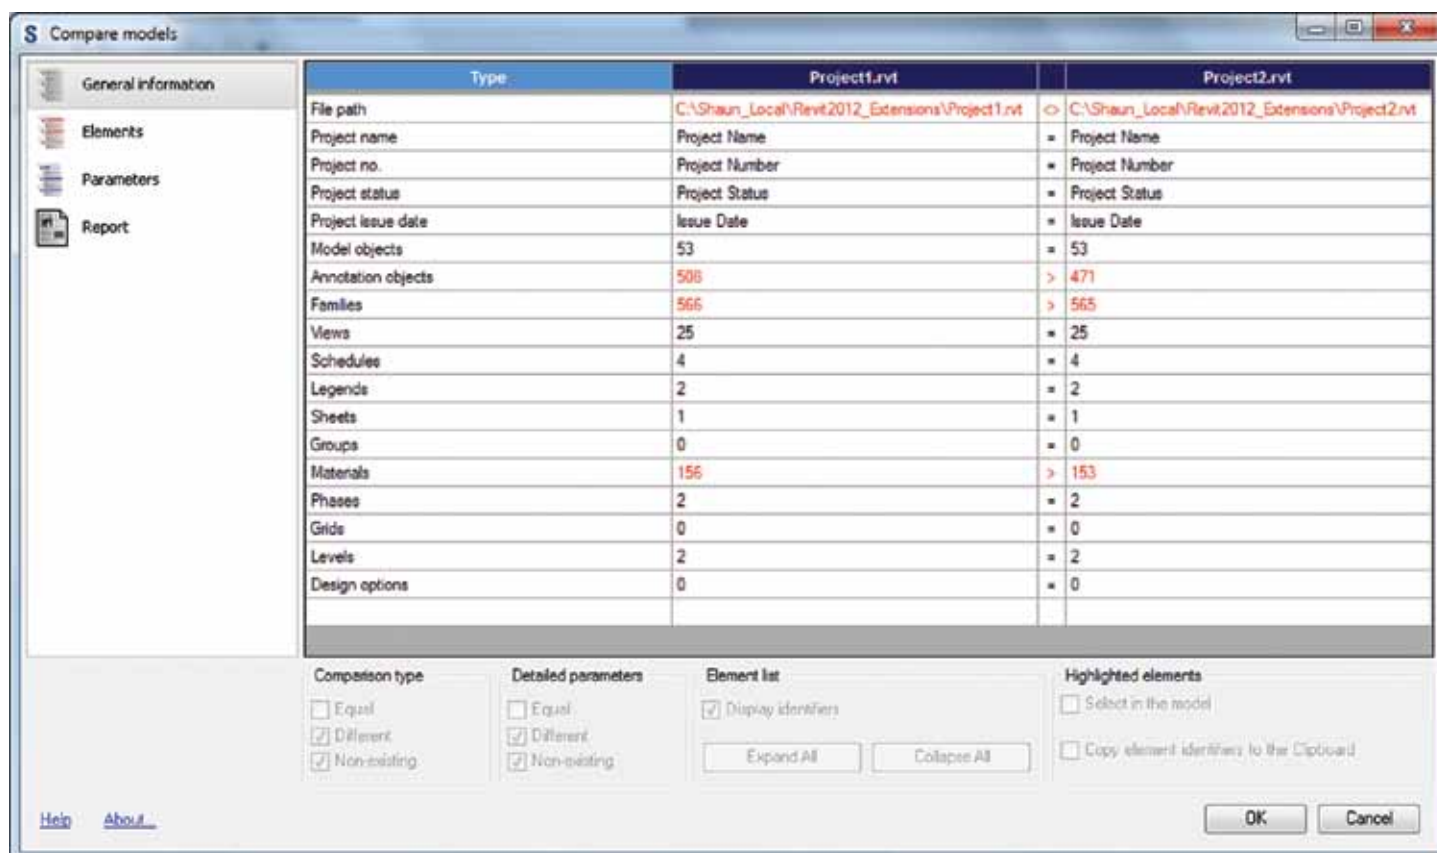 S Compare models
General information
Elements
Parameters
Report
Type Project1.rvt Project2.rvt
File path C:\Shaun_Local\Revit2012_Extensions\Project1.rvt <> C:\Shaun_Local\Revit2012_Extensions\Project2.rvt
Project name Project Name = Project Name
Project no. Project Number = Project Number
Project status Project Status = Project Status
Project issue date Issue Date = Issue Date
Model objects 53 = 53
Annotation objects 508 > 471
Families 566 > 565
Views 25 = 25
Schedules 4 = 4
Legends 2 = 2
Sheets 1 = 1
Groups 0 = 0
Materials 156 > 153
Phases 2 = 2
Grids 0 = 0
Levels 2 = 2
Design options 0 = 0
Comparison type Detailed parameters Element list Highlighted elements
Equal Equal Display identifiers Select in the model
Different Different
Non-existing Non-existing Expand All Collapse All Copy element identifiers to the Clipboard
Help About... OK Cancel